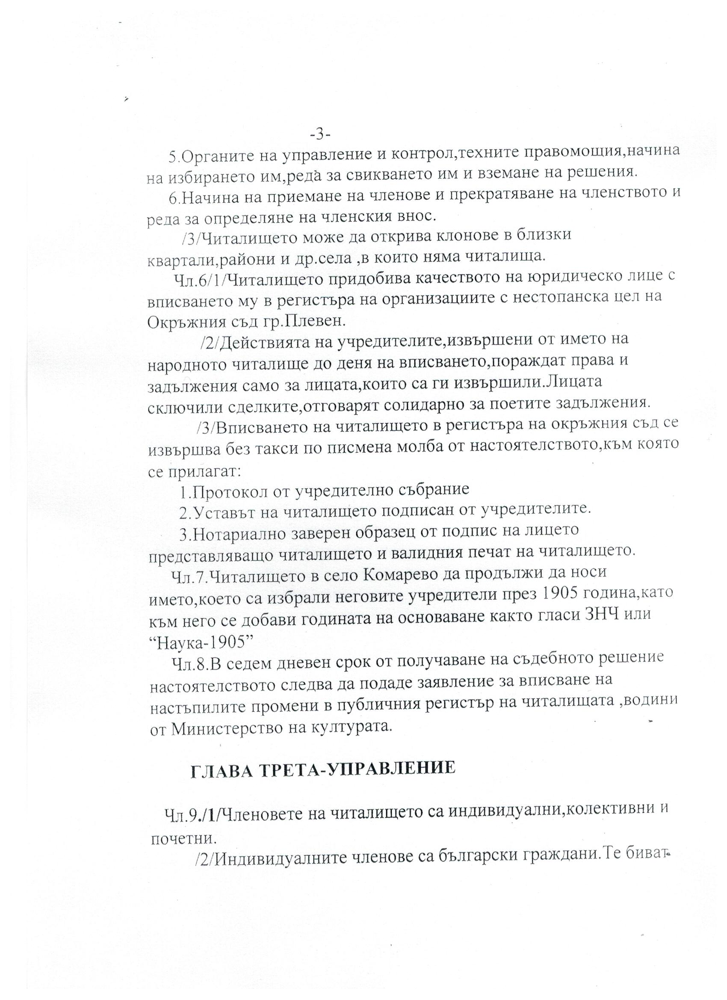 -3-
5.Органите на управление и контрол,техните правомощия,начина
на избирането им,реда за свикването им и вземане на решения.
6.Начина на приемане на членове и прекратяване на членството и
реда за определяне на членския внос.
/3/Читалището може да открива клонове в близки
квартали,райони и др.села ,в които няма читалища.
Чл.6/1/Читалището придобива качеството на юридическо лице с
вписването му в регистъра на организациите с нестопанска цел на
Окръжния съд гр.Плевен.
/2/Действията на учредителите,извършени от името на
народното читалище до деня на вписването,пораждат права и
задължения само за лицата,които са ги извършили.Лицата
сключили сделките,отговарят солидарно за поетите задължения.
/3/Вписването на читалището в регистъра на окръжния съд се
извършва без такси по писмена молба от настоятелството,към която
се прилагат:
1.Протокол от учредително събрание
2.Уставът на читалището подписан от учредителите.
3.Нотариално заверен образец от подпис на лицето
представляващо читалището и валидния печат на читалището.
Чл.7.Читалището в село Комарево да продължи да носи
името,което са избрали неговите учредители през 1905 година,като
към него се добави годината на основаване както гласи ЗНЧ или
“Наука-1905”
Чл.8.В седем дневен срок от получаване на съдебното решение
настоятелството следва да подаде заявление за вписване на
настъпилите промени в публичния регистър на читалищата ,водини
от Министерство на културата.
ГЛАВА ТРЕТА-УПРАВЛЕНИЕ
Чл.9./1/Членовете на читалището са индивидуални,колективни и
почетни.
/2/Индивидуалните членове са български граждани.Те биват